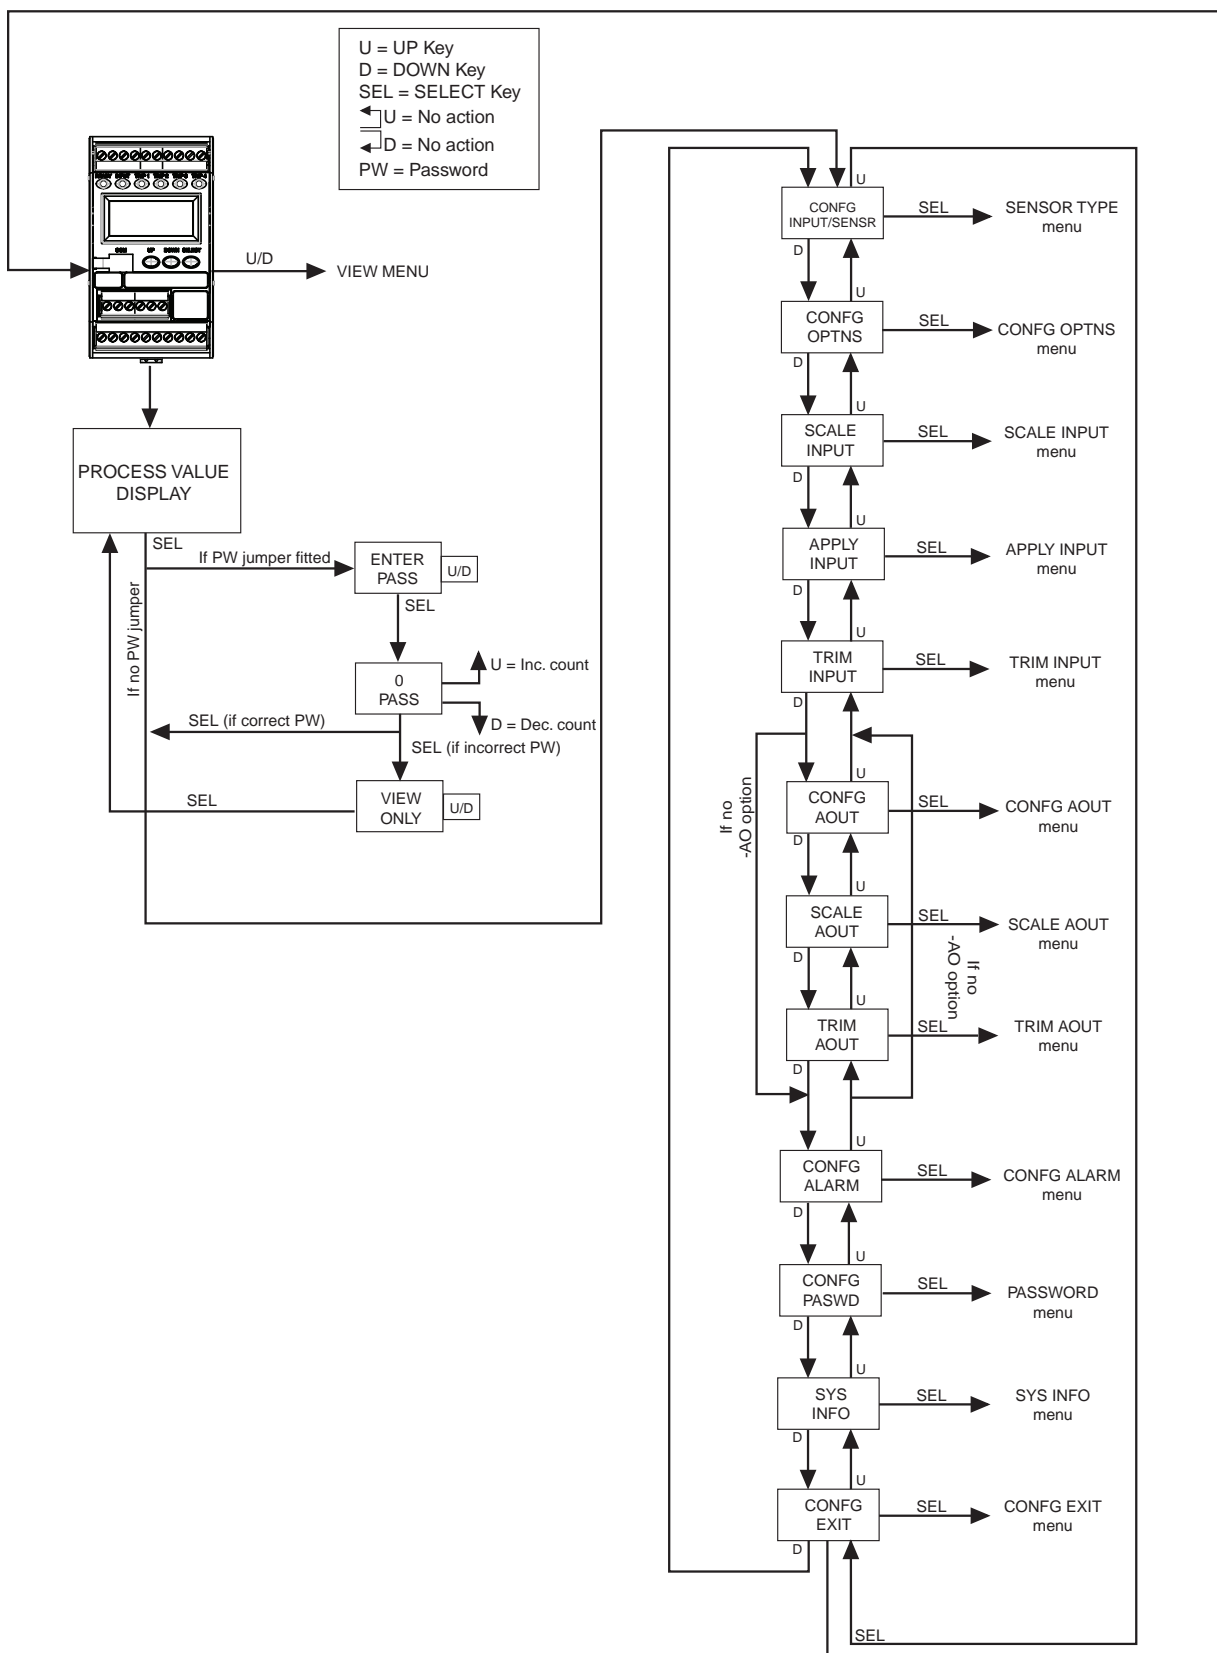 U = UP Key
D = DOWN Key
SEL = SELECT Key
U = No action
D = No action
PW = Password
COM
UP
DOWN
SELECT
U/D
VIEW MENU
PROCESS VALUE
DISPLAY
SEL
If PW jumper fitted
If no PW jumper
ENTER
PASS
U/D
SEL
0
PASS
U = Inc. count
D = Dec. count
SEL (if correct PW)
SEL (if incorrect PW)
VIEW
ONLY
U/D
SEL
U
CONFG
INPUT/SENSR
SEL
SENSOR TYPE
menu
D
U
CONFG
OPTNS
SEL
CONFG OPTNS
menu
D
U
SCALE
INPUT
SEL
SCALE INPUT
menu
D
U
APPLY
INPUT
SEL
APPLY INPUT
menu
D
U
TRIM
INPUT
SEL
TRIM INPUT
menu
D
If no
-AO option
U
CONFG
AOUT
SEL
CONFG AOUT
menu
D
U
SCALE
AOUT
SEL
SCALE AOUT
menu
If no
-AO option
D
U
TRIM
AOUT
SEL
TRIM AOUT
menu
D
U
CONFG
ALARM
SEL
CONFG ALARM
menu
D
U
CONFG
PASWD
SEL
PASSWORD
menu
D
U
SYS
INFO
SEL
SYS INFO
menu
D
U
CONFG
EXIT
SEL
CONFG EXIT
menu
D
SEL